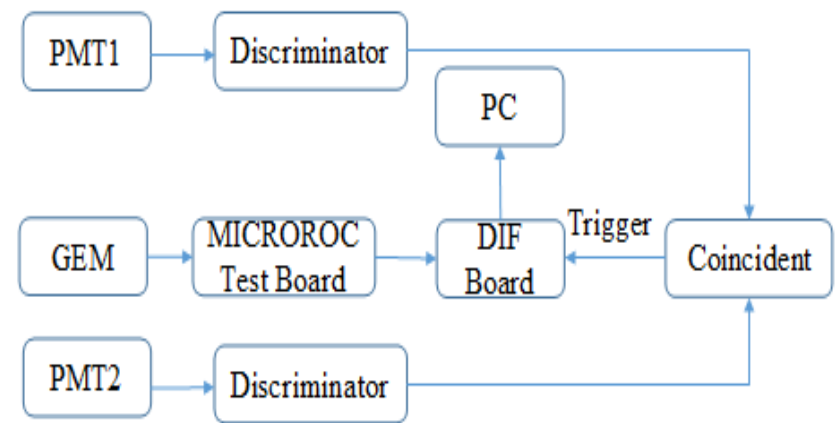 PMT1
Discriminator
PC
GEM
MICROROC
Test Board
DIF
Board
Trigger
Coincident
PMT2
Discriminator